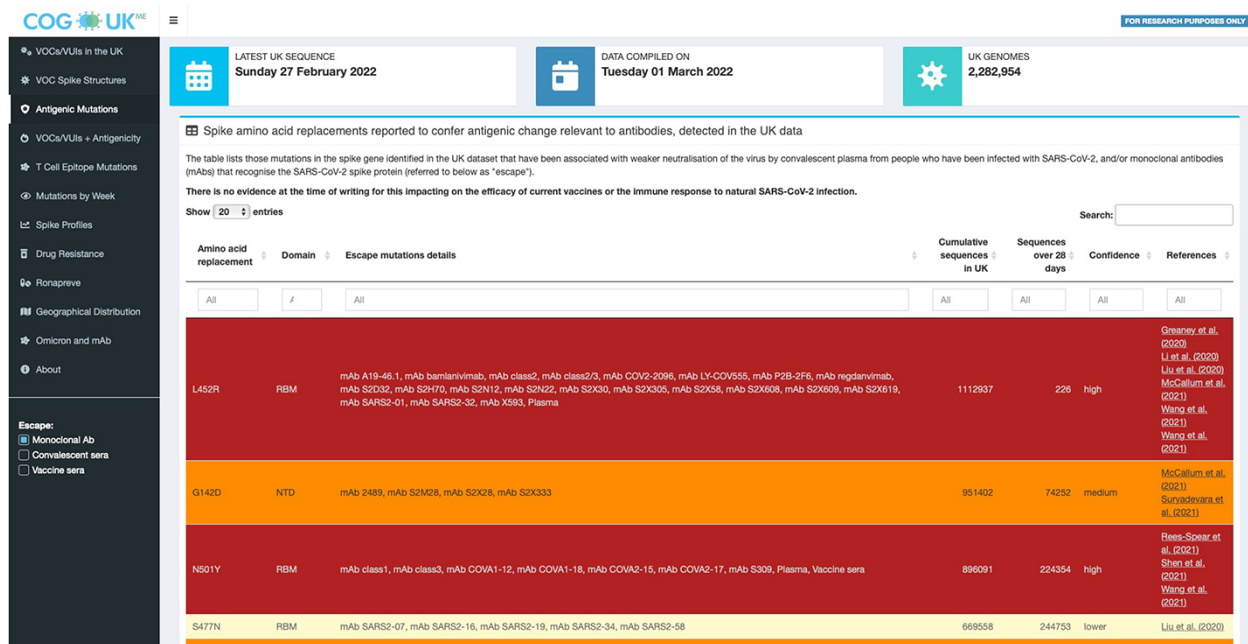 COG UK ME
FOR RESEARCH PURPOSES ONLY
VOCs/VUIs in the UK
VOC Spike Structures
Antigenic Mutations
VOCs/VUIs + Antigenicity
T Cell Epitope Mutations
Mutations by Week
Spike Profiles
Drug Resistance
Ronapreve
Geographical Distribution
Omicron and mAb
About
Escape:
Monoclonal Ab
Convalescent sera
Vaccine sera
LATEST UK SEQUENCE
Sunday 27 February 2022
DATA COMPILED ON
Tuesday 01 March 2022
UK GENOMES
2,282,954
Spike amino acid replacements reported to confer antigenic change relevant to antibodies, detected in the UK data
The table lists those mutations in the spike gene identified in the UK dataset that have been associated with weaker neutralisation of the virus by convalescent plasma from people who have been infected with SARS-CoV-2, and/or monoclonal antibodies
(mAbs) that recognise the SARS-CoV-2 spike protein (referred to below as "escape").
There is no evidence at the time of writing for this impacting on the efficacy of current vaccines or the immune response to natural SARS-CoV-2 infection.
Show 20 entries
Search:
Amino acid
replacement
Domain
Escape mutations details
Cumulative
sequences
in UK
Sequences
over 28
days
Confidence
References
All
All
All
All
All
All
L452R
RBM
mAb A19-46.1, mAb bamlanivimab, mAb class2, mAb class2/3, mAb COV2-2096, mAb LY-COV555, mAb P2B-2F6, mAb regdanvimab,
mAb S2D32, mAb S2H70, mAb S2N12, mAb S2N22, mAb S2X30, mAb S2X305, mAb S2X58, mAb S2X608, mAb S2X609, mAb S2X619,
mAb SARS2-01, mAb SARS2-32, mAb X593, Plasma
1112937
226
high
Greaney et al.
(2020)
Li et al. (2020)
Liu et al. (2020)
McCallum et al.
(2021)
Wang et al.
(2021)
Wang et al.
(2021)
G142D
NTD
mAb 2489, mAb S2M28, mAb S2X28, mAb S2X333
951402
74252
medium
McCallum et al.
(2021)
Suryadevara et
al. (2021)
N501Y
RBM
mAb class1, mAb class3, mAb COVA1-12, mAb COVA1-18, mAb COVA2-15, mAb COVA2-17, mAb S309, Plasma, Vaccine sera
896091
224354
high
Rees-Spear et
al. (2021)
Shen et al.
(2021)
Wang et al.
(2021)
S477N
RBM
mAb SARS2-07, mAb SARS2-16, mAb SARS2-19, mAb SARS2-34, mAb SARS2-58
669558
244753
lower
Liu et al. (2020)